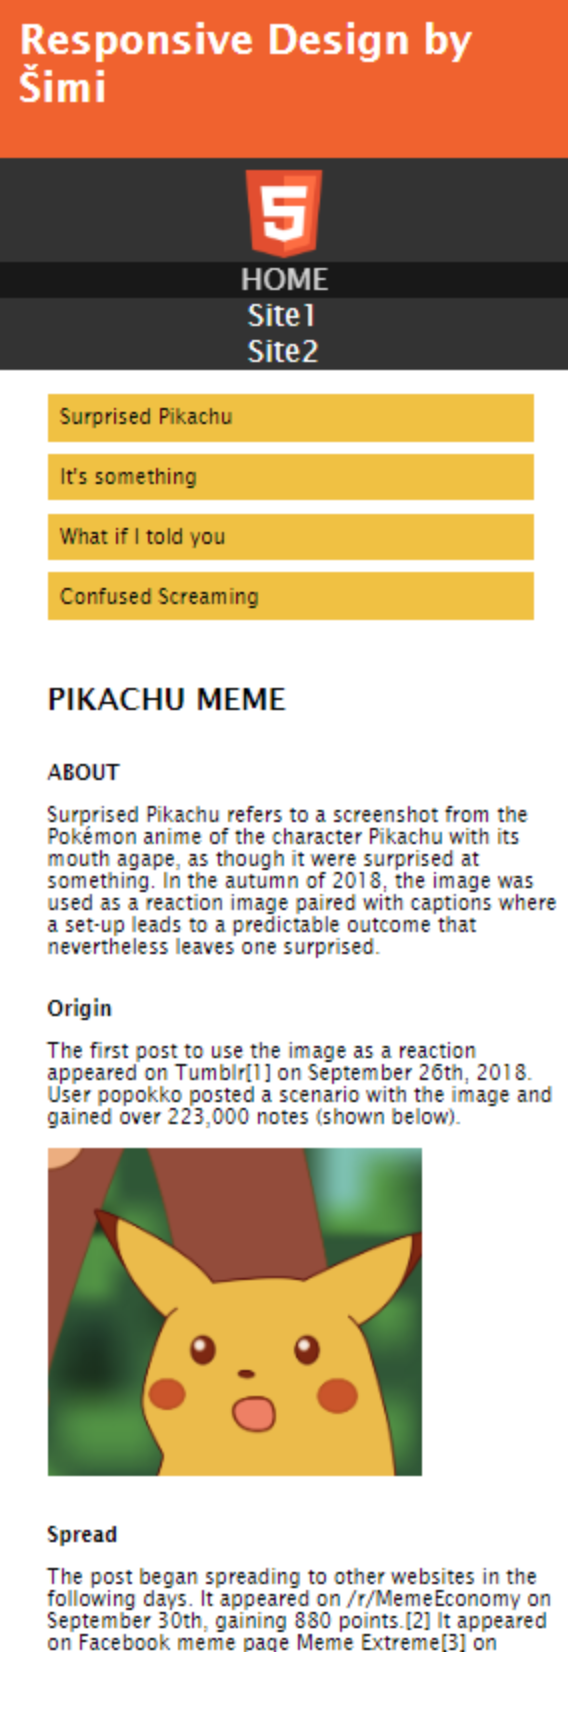 Responsive Design by
Šimi
5
HOME
Site1
Site2
Surprised Pikachu
It's something
What if I told you
Confused Screaming
PIKACHU MEME
ABOUT
Surprised Pikachu refers to a screenshot from the
Pokémon anime of the character Pikachu with its
mouth agape, as though it were surprised at
something. In the autumn of 2018, the image was
used as a reaction image paired with captions where
a set-up leads to a predictable outcome that
nevertheless leaves one surprised.
Origin
The first post to use the image as a reaction
appeared on Tumblr[1] on September 26th, 2018.
User popokko posted a scenario with the image and
gained over 223,000 notes (shown below).
Spread
The post began spreading to other websites in the
following days. It appeared on /r/MemeEconomy on
September 30th, gaining 880 points.[2] It appeared
on Facebook meme page Meme Extreme[3] on